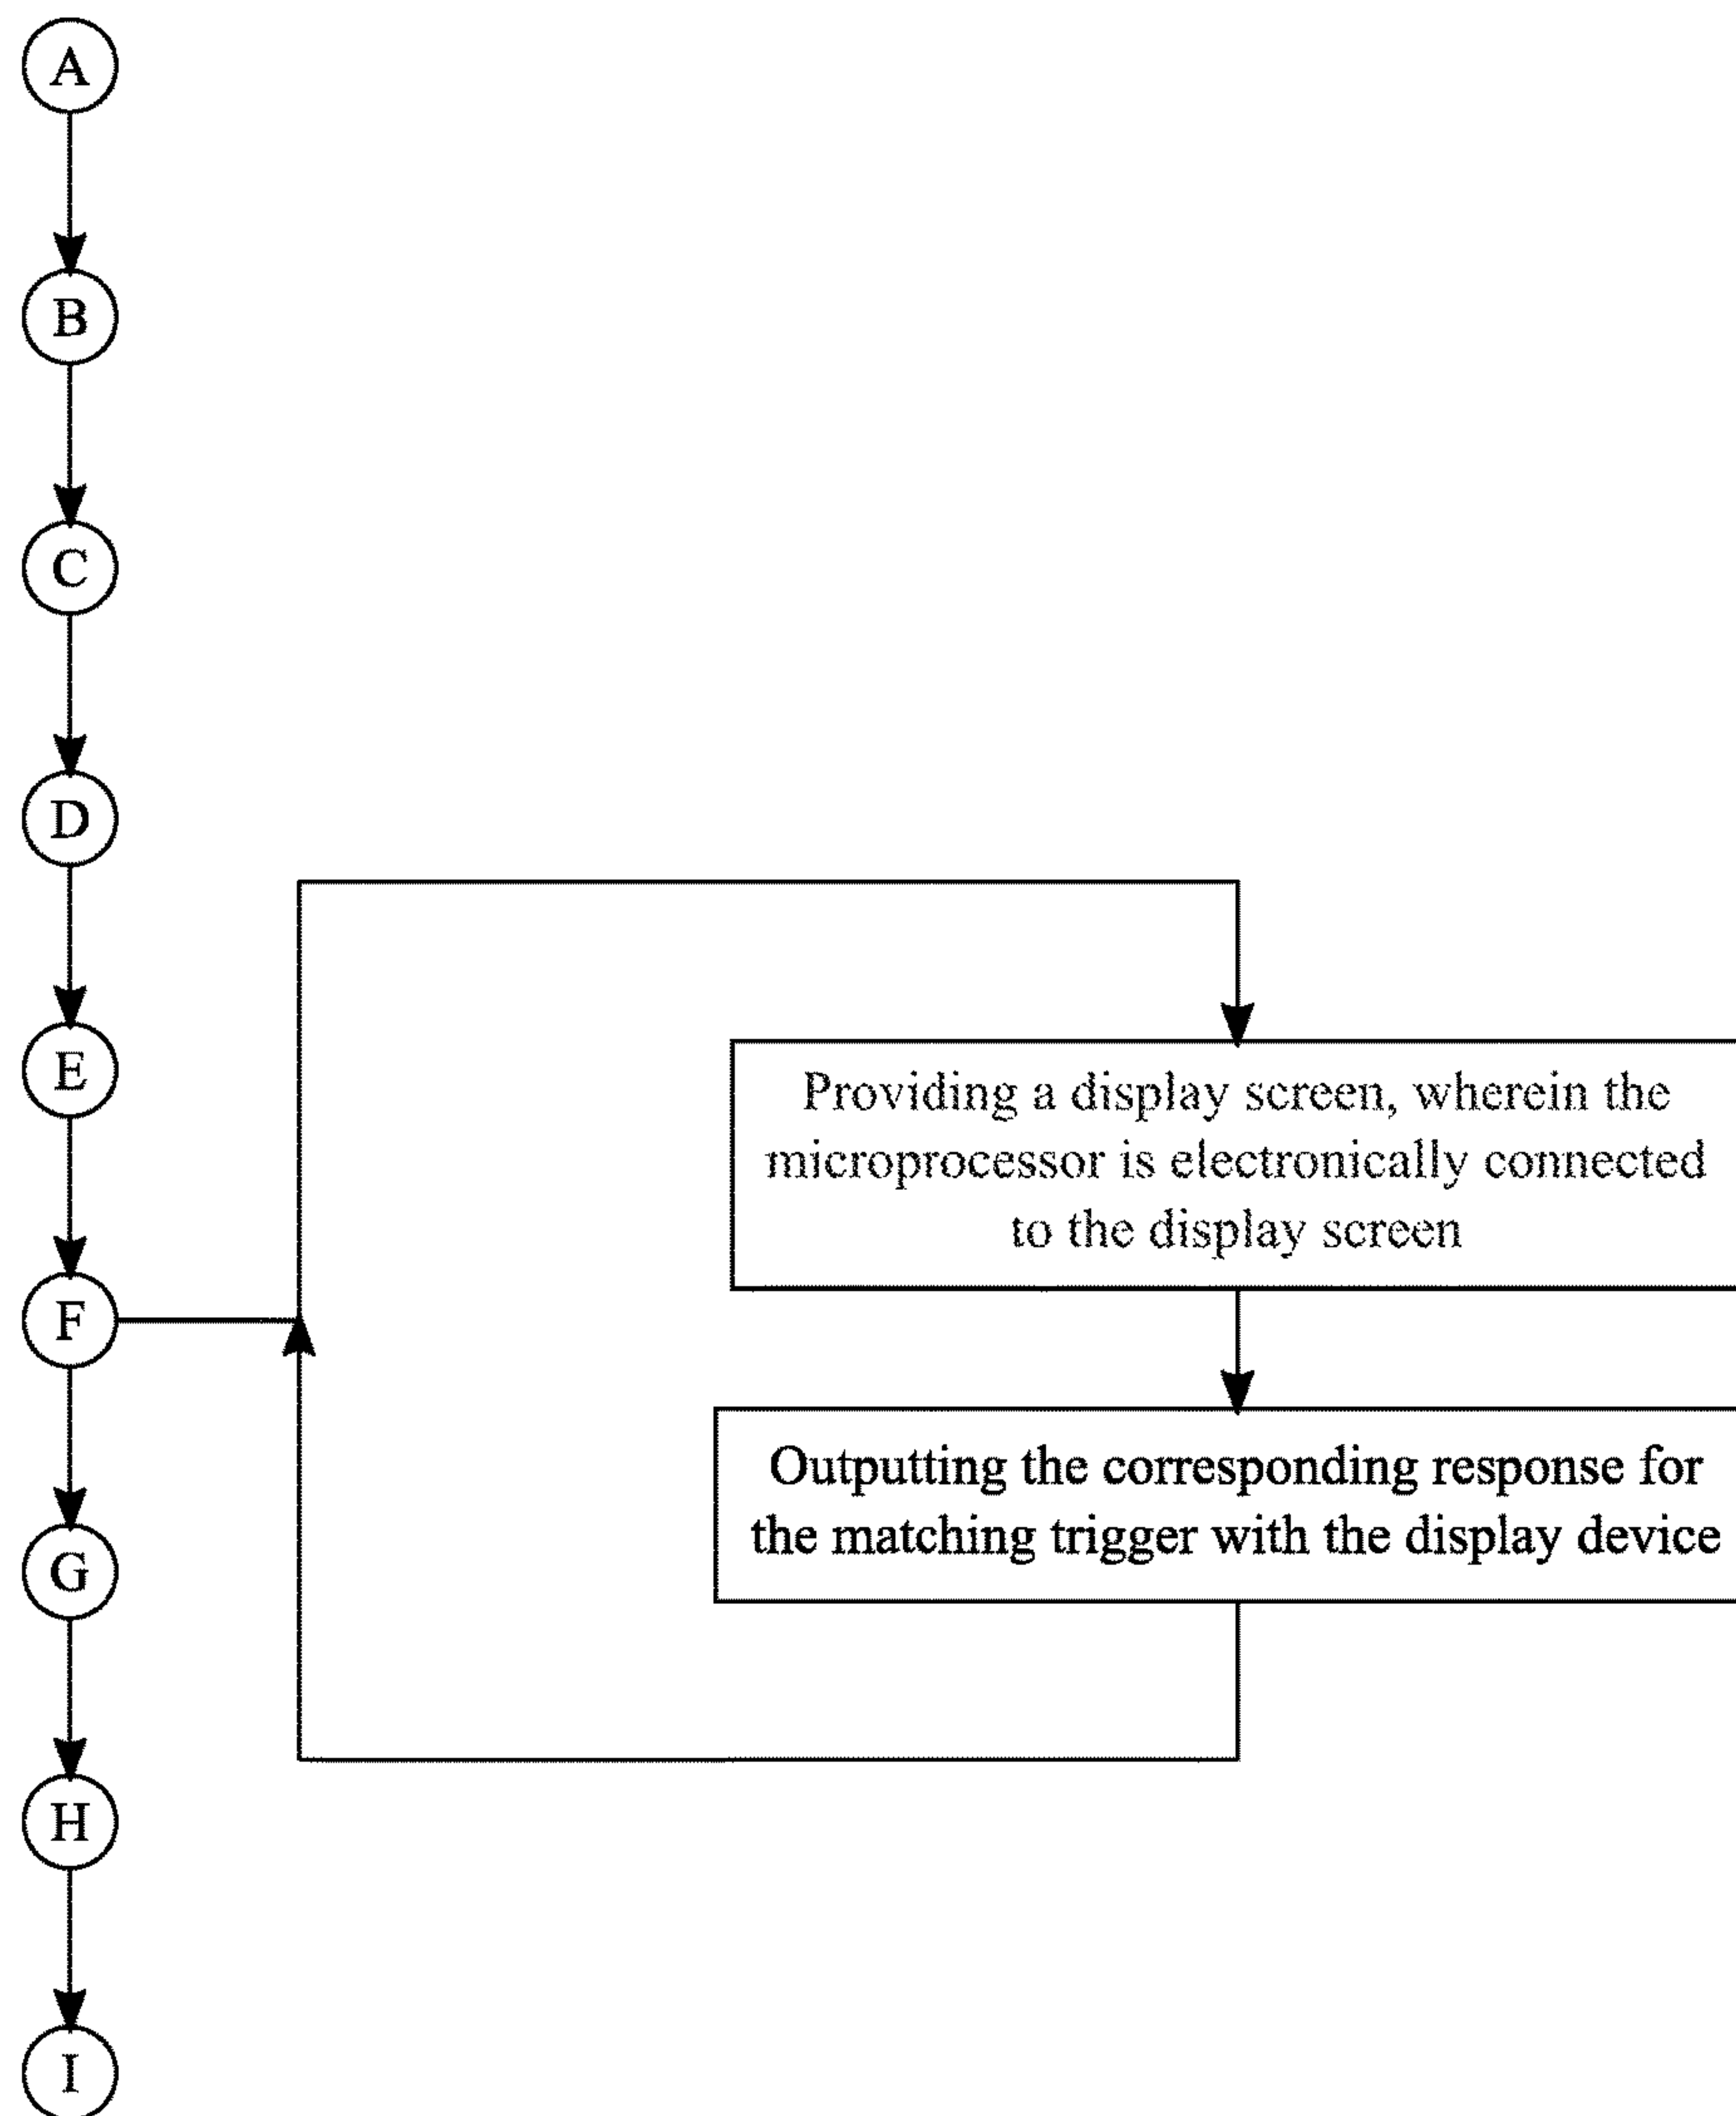 A
B
C
D
E
Providing a display screen, wherein the
microprocessor is electronically connected
to the display screen
F
Outputting the corresponding response for
the matching trigger with the display device
G
H
I